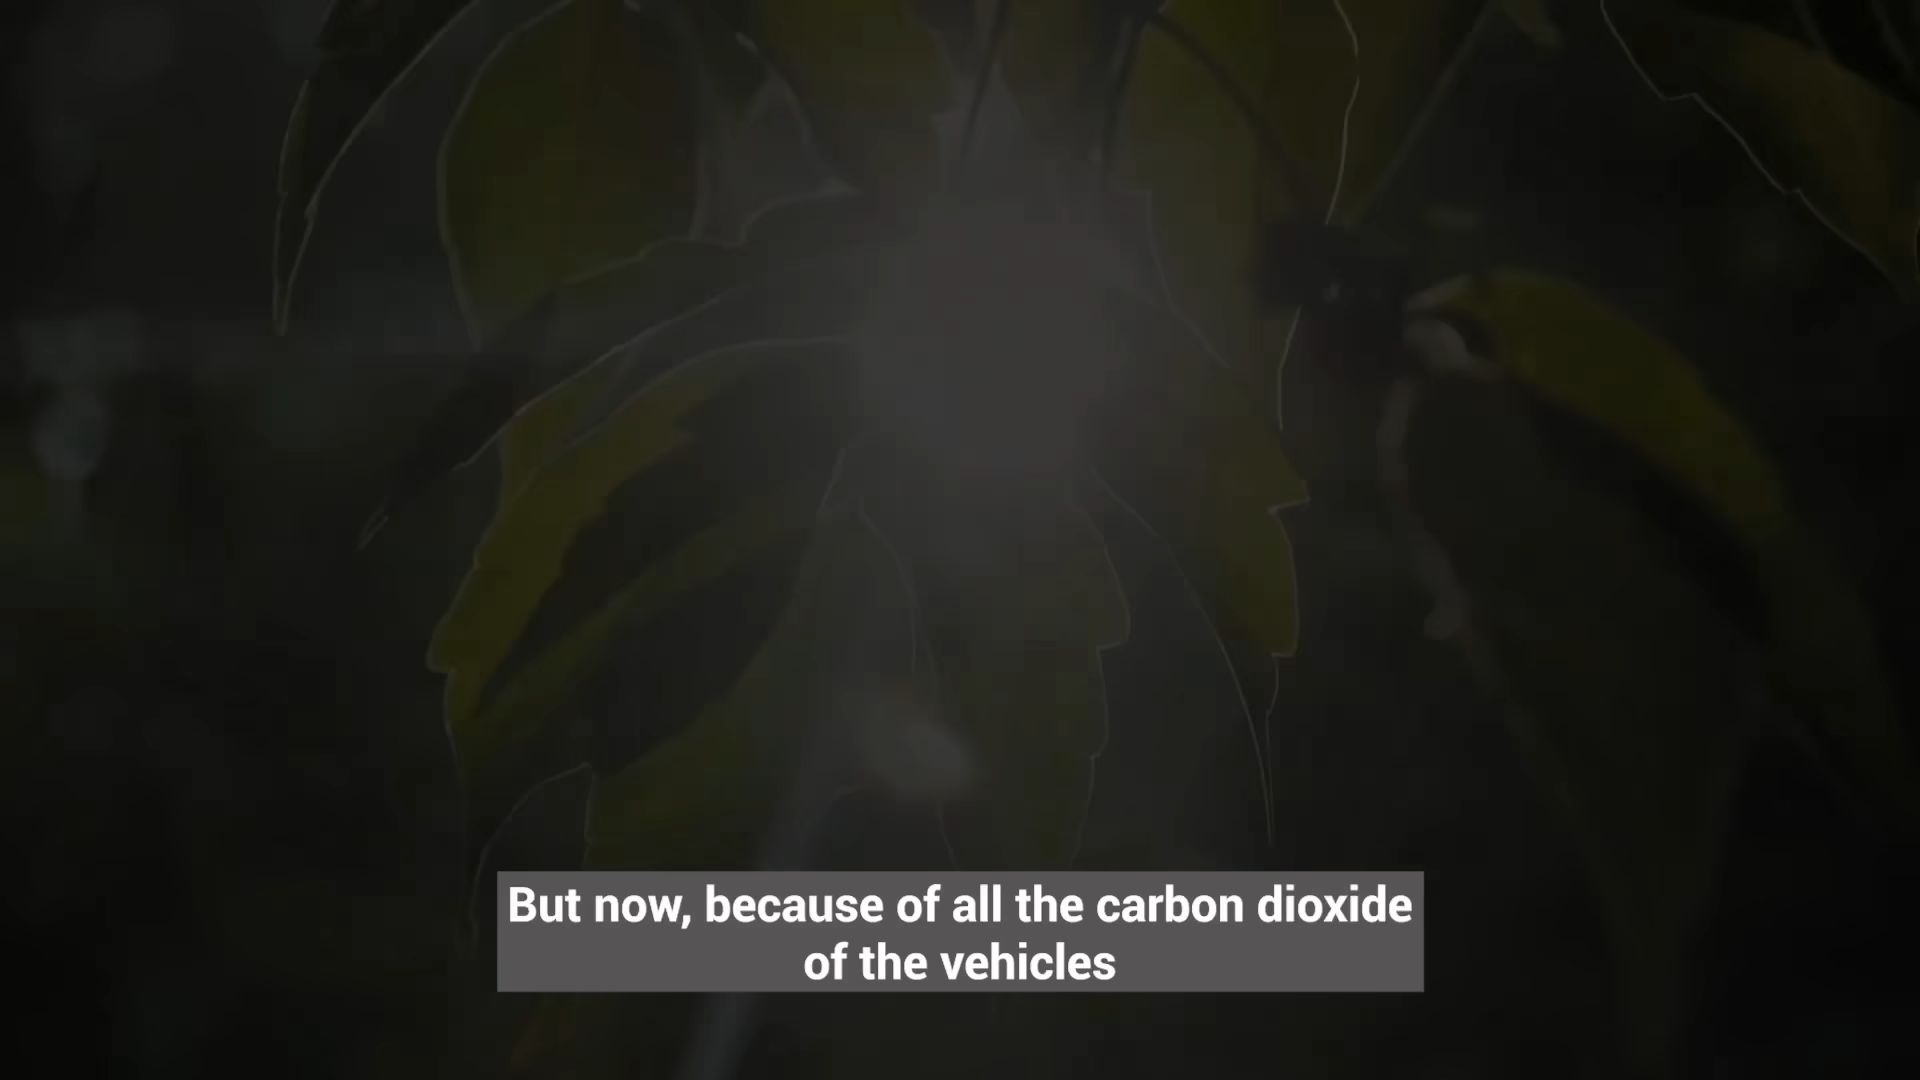 But now, because of all the carbon dioxide
of the vehicles